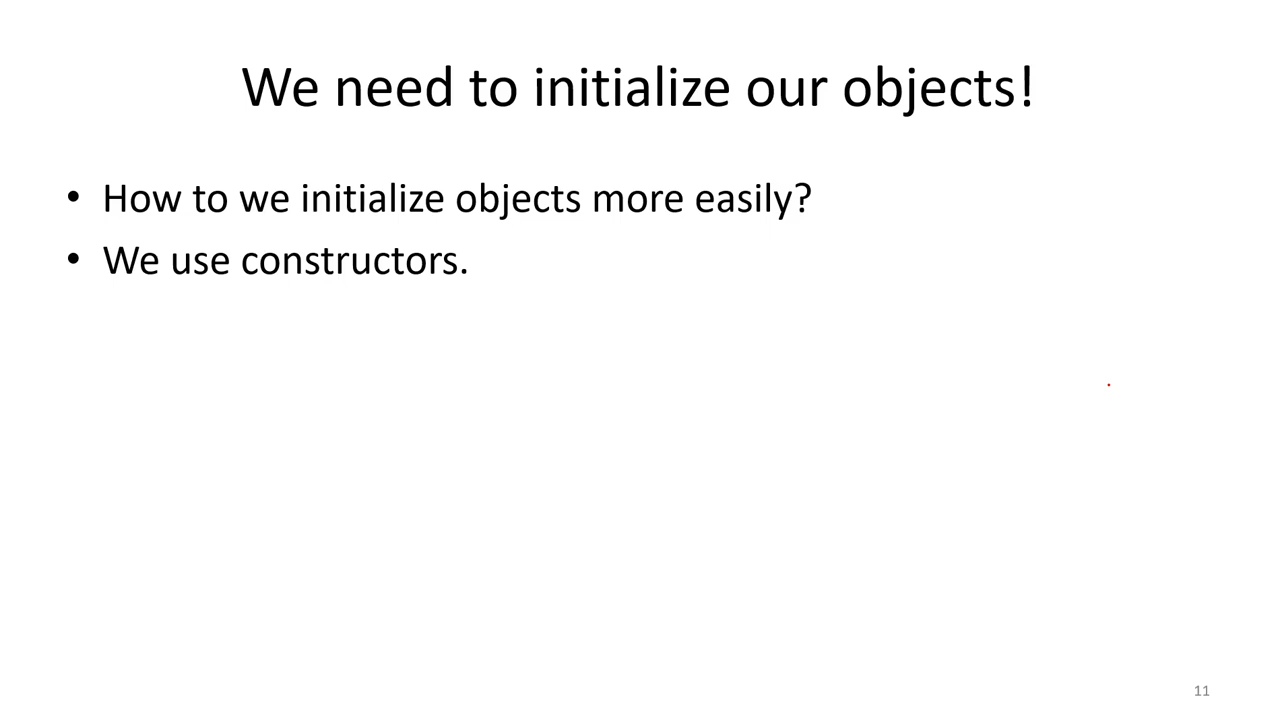 We need to initialize our objects!
• How to we initialize objects more easily?
• We use constructors.
11